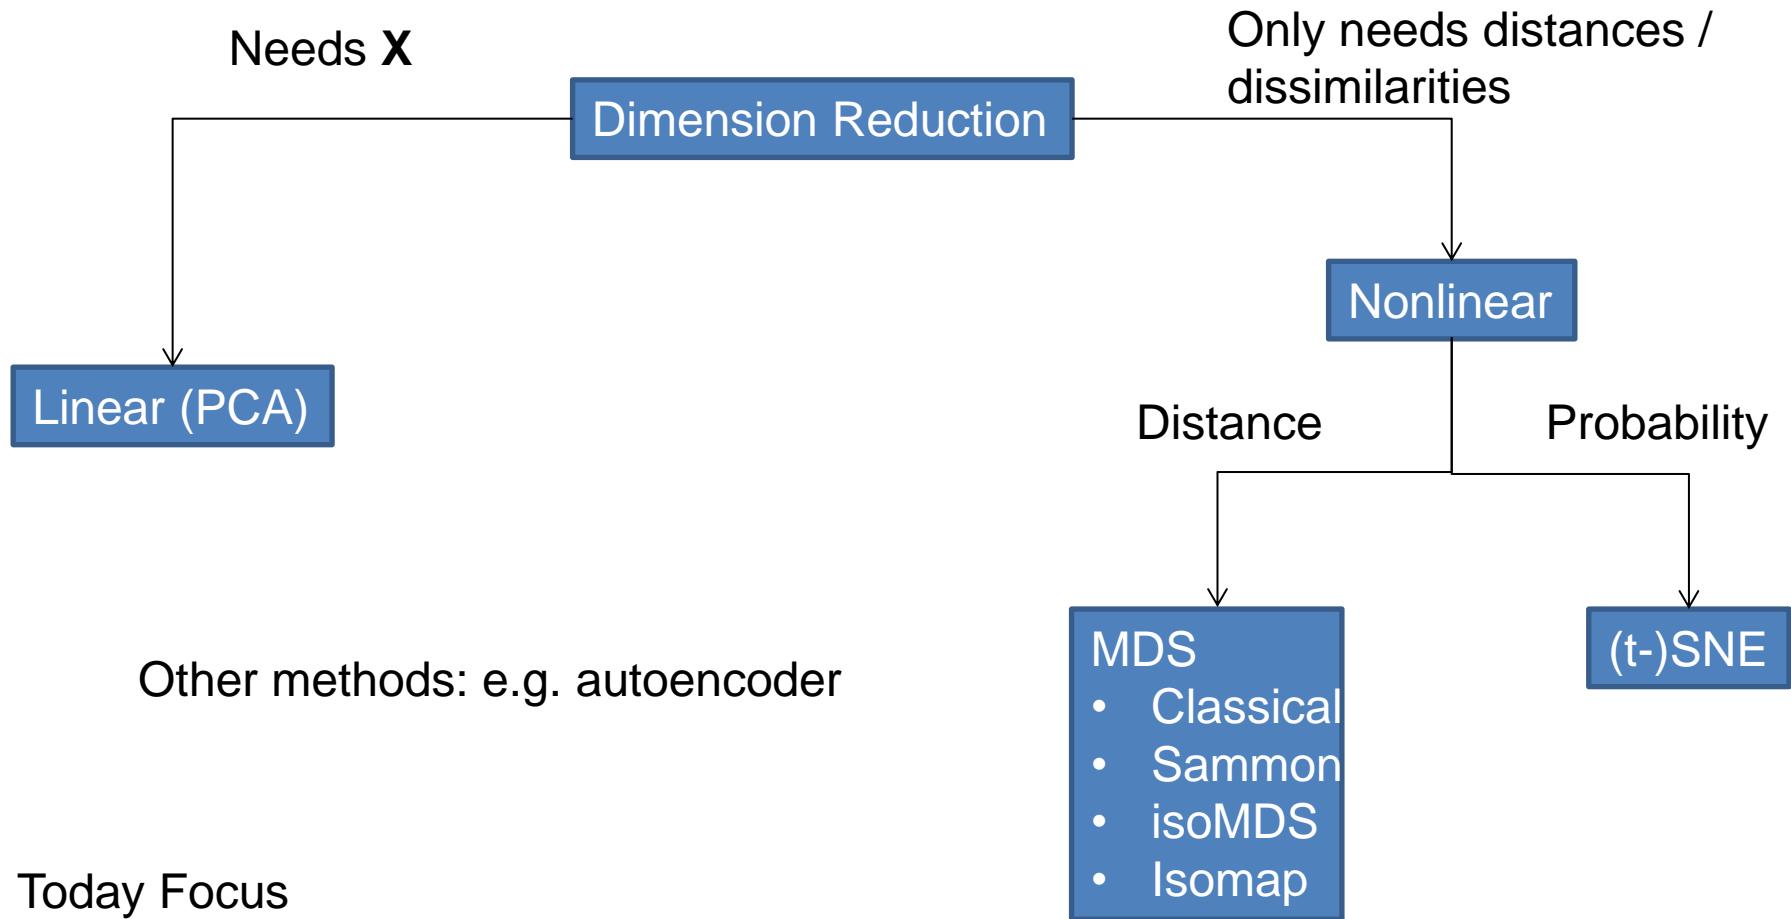 Needs X
Only needs distances /
dissimilarities
Dimension Reduction
Nonlinear
Linear (PCA)
Distance
Probability
MDS
• Classical
• Sammon
• isoMDS
• Isomap
(t-)SNE
Other methods: e.g. autoencoder
Today Focus